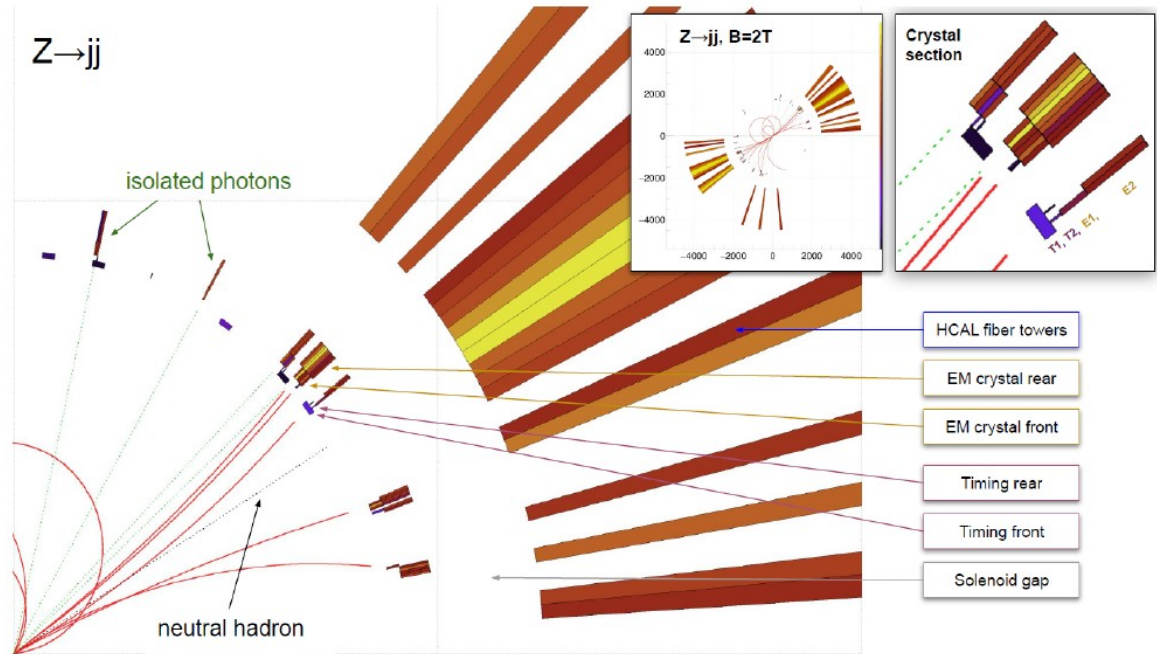 Z→jj
isolated photons
neutral hadron
Z→jj, B=2T
4000
2000
0
−2000
−4000
−4000 −2000 0 2000 4000
Crystal
section
T1, T2, E1, E2
HCAL fiber towers
EM crystal rear
EM crystal front
Timing rear
Timing front
Solenoid gap